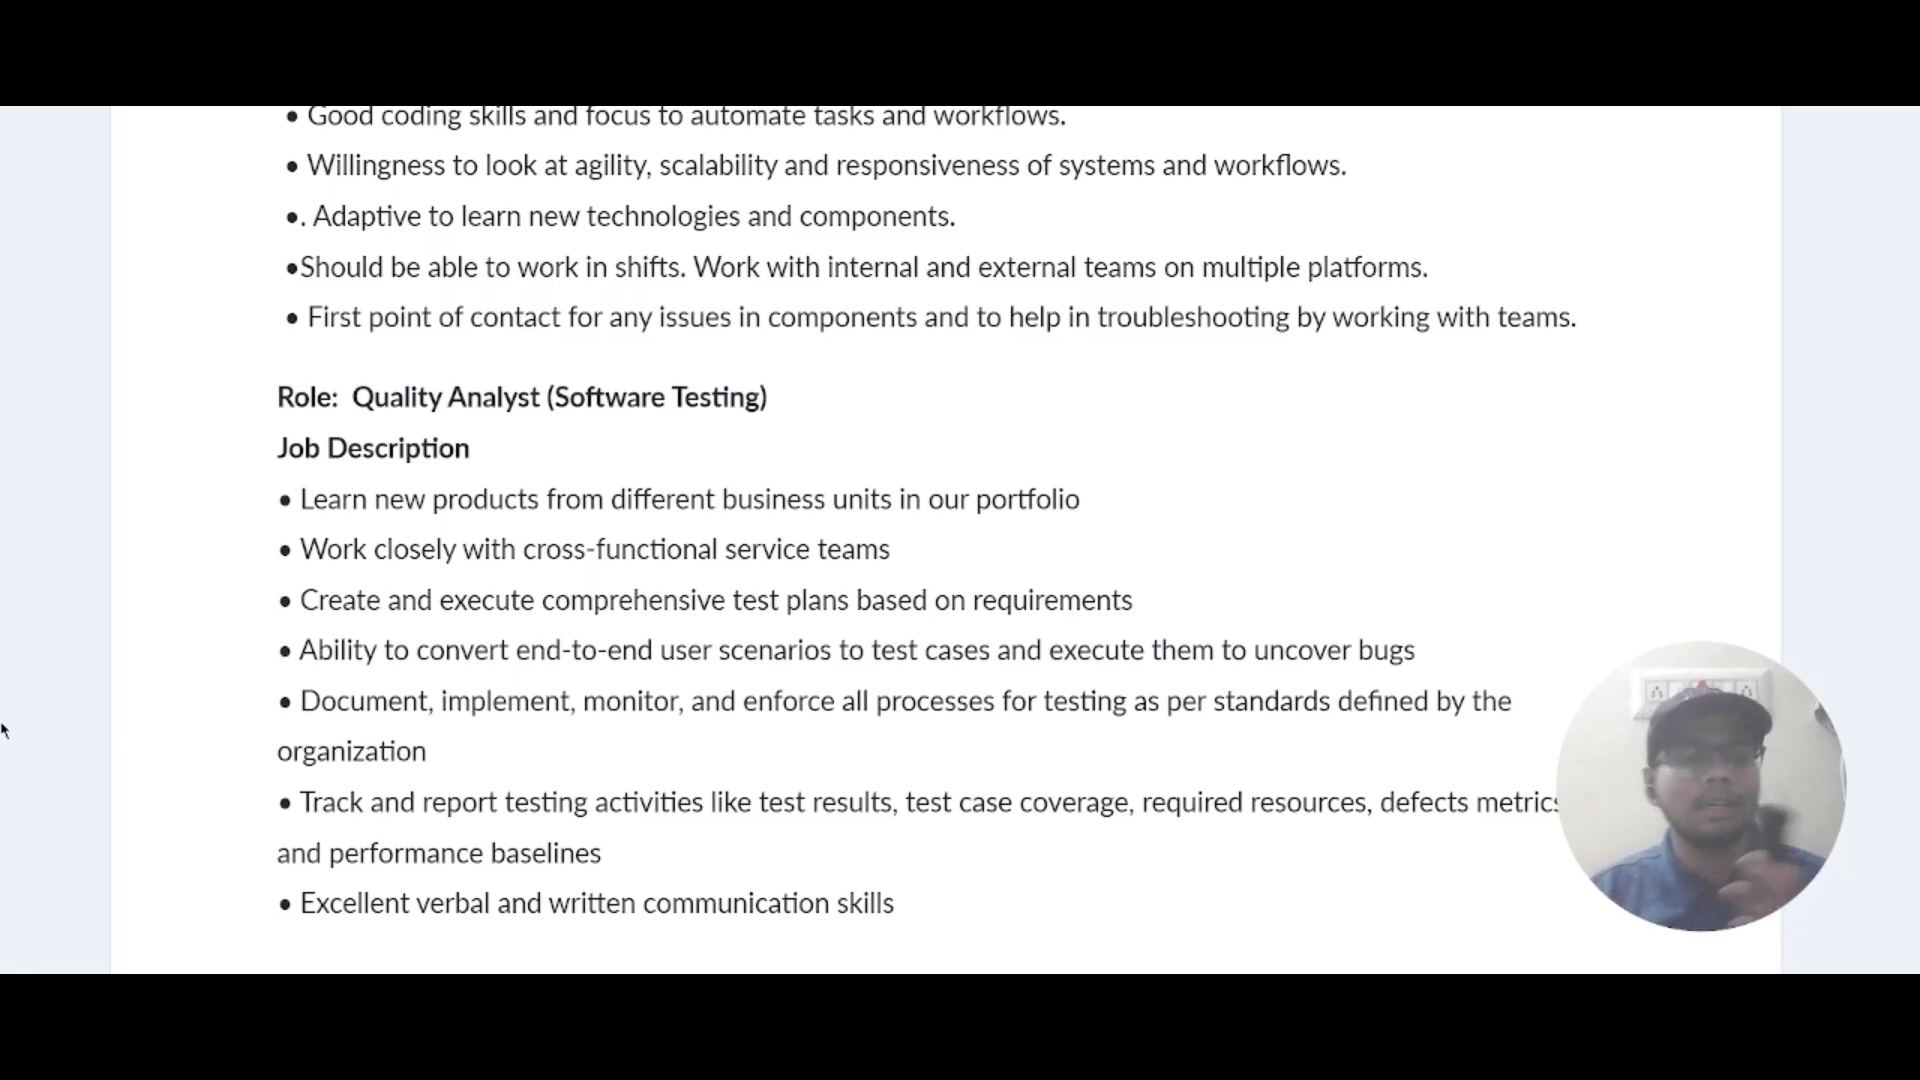 • Good coding skills and focus to automate tasks and workflows.
• Willingness to look at agility, scalability and responsiveness of systems and workflows.
•. Adaptive to learn new technologies and components.
•Should be able to work in shifts. Work with internal and external teams on multiple platforms.
• First point of contact for any issues in components and to help in troubleshooting by working with teams.
Role:  Quality Analyst (Software Testing)
Job Description
• Learn new products from different business units in our portfolio
• Work closely with cross-functional service teams
• Create and execute comprehensive test plans based on requirements
• Ability to convert end-to-end user scenarios to test cases and execute them to uncover bugs
• Document, implement, monitor, and enforce all processes for testing as per standards defined by the
organization
• Track and report testing activities like test results, test case coverage, required resources, defects metrics
and performance baselines
• Excellent verbal and written communication skills